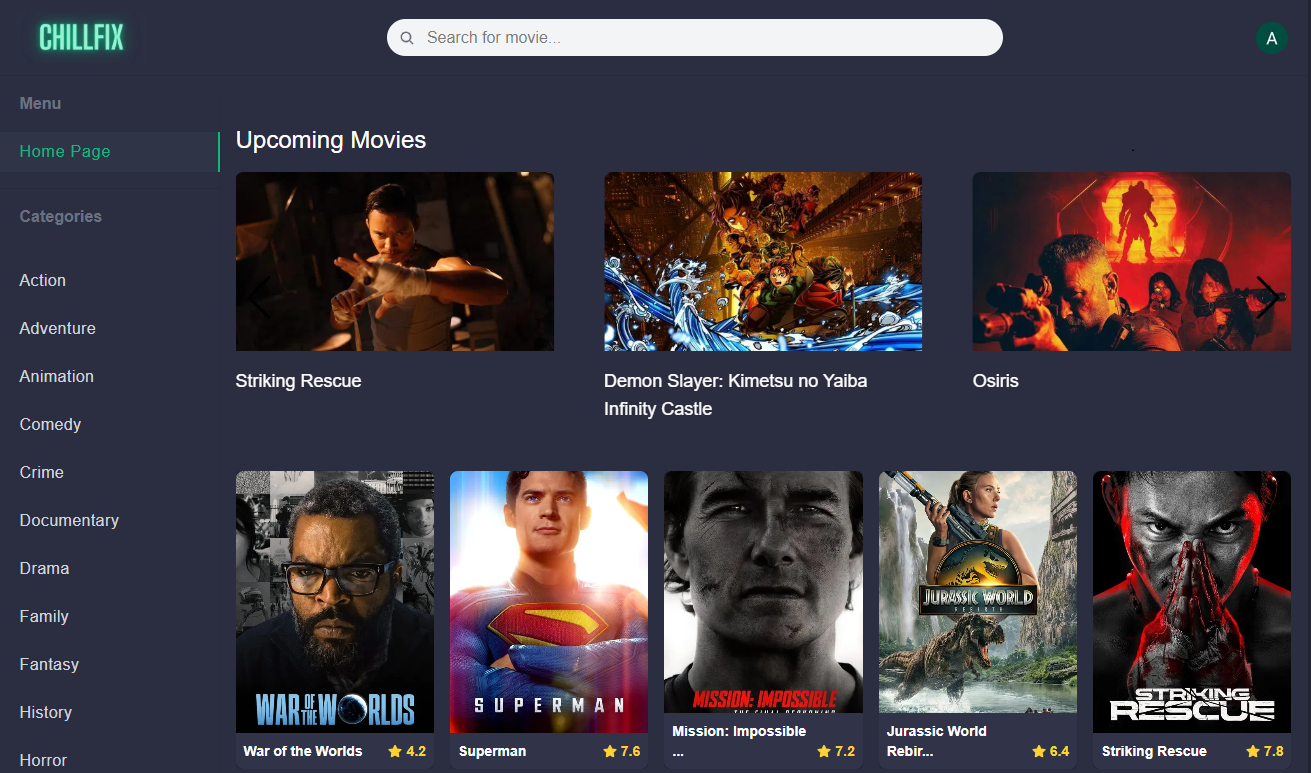 CHILLFIX
Search for movie...
A
Menu
Home Page
Categories
Action
Adventure
Animation
Comedy
Crime
Documentary
Drama
Family
Fantasy
History
Horror
Upcoming Movies
Striking Rescue
Demon Slayer: Kimetsu no Yaiba
Infinity Castle
Osiris
WAR OF THE WORLDS
War of the Worlds
4.2
SUPERMAN
Superman
7.6
MISSION: IMPOSSIBLE
THE FINAL RECKONING
Mission: Impossible
...
7.2
JURASSIC WORLD
REBIRTH
Jurassic World
Rebir...
6.4
STRIKING
RESCUE
Striking Rescue
7.8